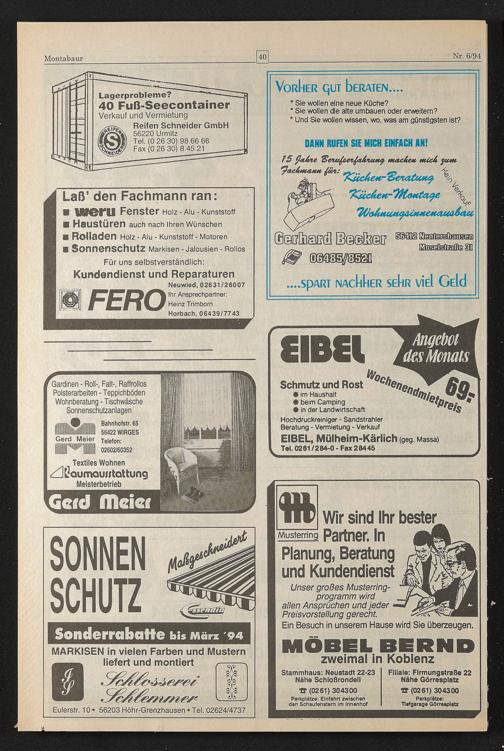 Montabaur
40
Nr. 6/94
Lagerprobleme?
40 Fuß-Seecontainer
Verkauf und Vermietung
Reifen Schneider GmbH
56220 Urmitz
Tel. (0 26 30) 98 66 66
Fax (0 26 30) 8 45 21
REIFEN
SCHNEIDER
Laß' den Fachmann ran:
weru Fenster Holz - Alu - Kunststoff
Haustüren auch nach Ihren Wünschen
Rolladen Holz - Alu - Kunststoff - Motoren
Sonnenschutz Markisen - Jalousien - Rollos
Für uns selbstverständlich:
Kundendienst und Reparaturen
FERO
Neuwied, 02631/26007
Ihr Ansprechpartner:
Heinz Trimborn
Horbach, 06439/7743
Gardinen - Roll-, Falt-, Raffrollos
Polsterarbeiten - Teppichböden
Wohnberatung - Tischwäsche
Sonnenschutzanlagen
Gerd Meier
Bahnhofstr. 65
56422 WIRGES
Telefon:
02602/60352
Textiles Wohnen
Raumausstattung
Meisterbetrieb
Gerd Meier
SONNEN
SCHUTZ
Maßgeschneidert
Sonderrabatte bis März '94
MARKISEN in vielen Farben und Mustern
liefert und montiert
Schlosserei
Schlemmer
Eulerstr. 10 • 56203 Höhr-Grenzhausen • Tel. 02624/4737
VORHER GUT BERATEN....
* Sie wollen eine neue Küche?
* Sie wollen die alte umbauen oder erweitern?
* Und Sie wollen wissen, wo, was am günstigsten ist?
DANN RUFEN SIE MICH EINFACH AN!
15 Jahre Berufserfahrung machen mich zum
Fachmann für:
Küchen-Beratung
Küchen-Montage
Wohnungsinnenausbau
Kein Verkauf
Gerhard Becker
56412 Nentershausen
Moselstraße 31
06485/8521
....SPART NACHHER SEHR VIEL GELD
EIBEL
Angebot
des Monats
69.-
Wochenendmietpreis
Schmutz und Rost
im Haushalt
beim Camping
in der Landwirtschaft
Hochdruckreiniger - Sandstrahler
Beratung - Vermietung - Verkauf
EIBEL, Mülheim-Kärlich (geg. Massa)
Tel. 0261/284-0 - Fax 28445
Musterring
Wir sind Ihr bester
Partner. In
Planung, Beratung
und Kundendienst
Unser großes Musterring-
programm wird
allen Ansprüchen und jeder
Preisvorstellung gerecht.
Ein Besuch in unserem Hause wird Sie überzeugen.
MÖBEL BERND
zweimal in Koblenz
Stammhaus: Neustadt 22-23
Nähe Schloßrondell
☎ (0261) 304300
Parkplätze: Einfahrt zwischen
den Schaufenstern im Innenhof
Filiale: Firmungstraße 22
Nähe Görresplatz
☎ (0261) 304300
Parkplätze:
Tiefgarage Görresplatz